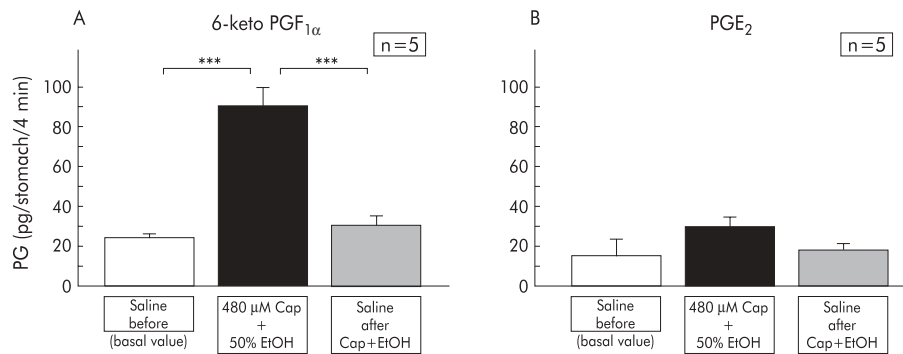 A
6-keto PGF1α
n=5
***
***
PG (pg/stomach/4 min)
100
80
60
40
20
0
Saline
before
(basal value)
480 μM Cap
+
50% EtOH
Saline
after
Cap+EtOH
B
PGE2
n=5
100
80
60
40
20
0
Saline
before
(basal value)
480 μM Cap
+
50% EtOH
Saline
after
Cap+EtOH